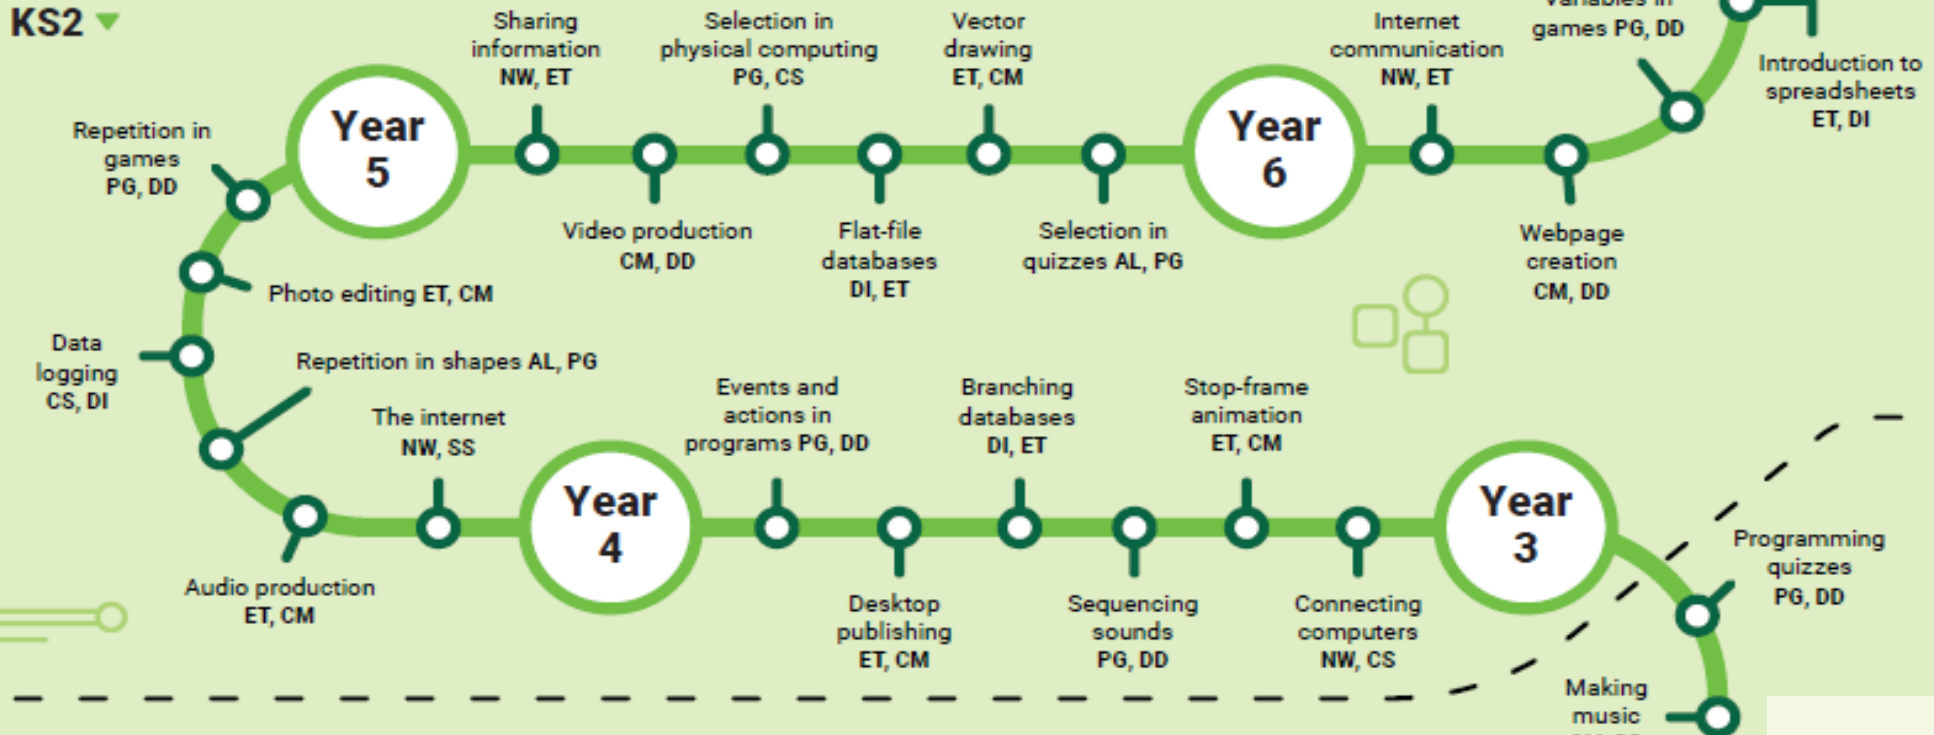 KS2
Sharing
information
NW, ET
Selection in
physical computing
PG, CS
Vector
drawing
ET, CM
Internet
communication
NW, ET
Variables in
games PG, DD
Introduction to
spreadsheets
ET, DI
Repetition in
games
PG, DD
Year
5
Year
6
Video production
CM, DD
Flat-file
databases
DI, ET
Selection in
quizzes AL, PG
Webpage
creation
CM, DD
Photo editing ET, CM
Data
logging
CS, DI
Repetition in shapes AL, PG
The internet
NW, SS
Events and
actions in
programs PG, DD
Branching
databases
DI, ET
Stop-frame
animation
ET, CM
Year
4
Year
3
Audio production
ET, CM
Desktop
publishing
ET, CM
Sequencing
sounds
PG, DD
Connecting
computers
NW, CS
Programming
quizzes
PG, DD
Making
music